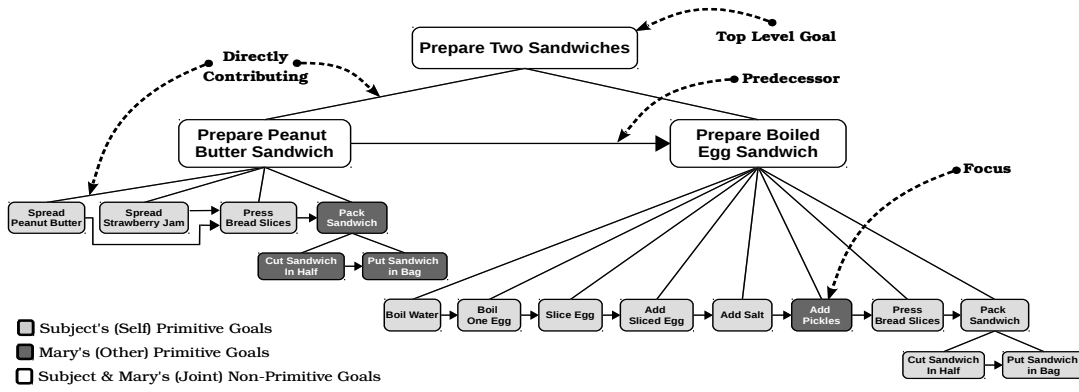 Prepare Two Sandwiches
Top Level Goal
Directly
Contributing
Predecessor
Prepare Peanut
Butter Sandwich
Prepare Boiled
Egg Sandwich
Focus
Spread
Peanut Butter
Spread
Strawberry Jam
Press
Bread Slices
Pack
Sandwich
Cut Sandwich
In Half
Put Sandwich
in Bag
Boil Water
Boil
One Egg
Slice Egg
Add
Sliced Egg
Add Salt
Add
Pickles
Press
Bread Slices
Pack
Sandwich
Cut Sandwich
In Half
Put Sandwich
in Bag
Subject's (Self) Primitive Goals
Mary's (Other) Primitive Goals
Subject & Mary's (Joint) Non-Primitive Goals